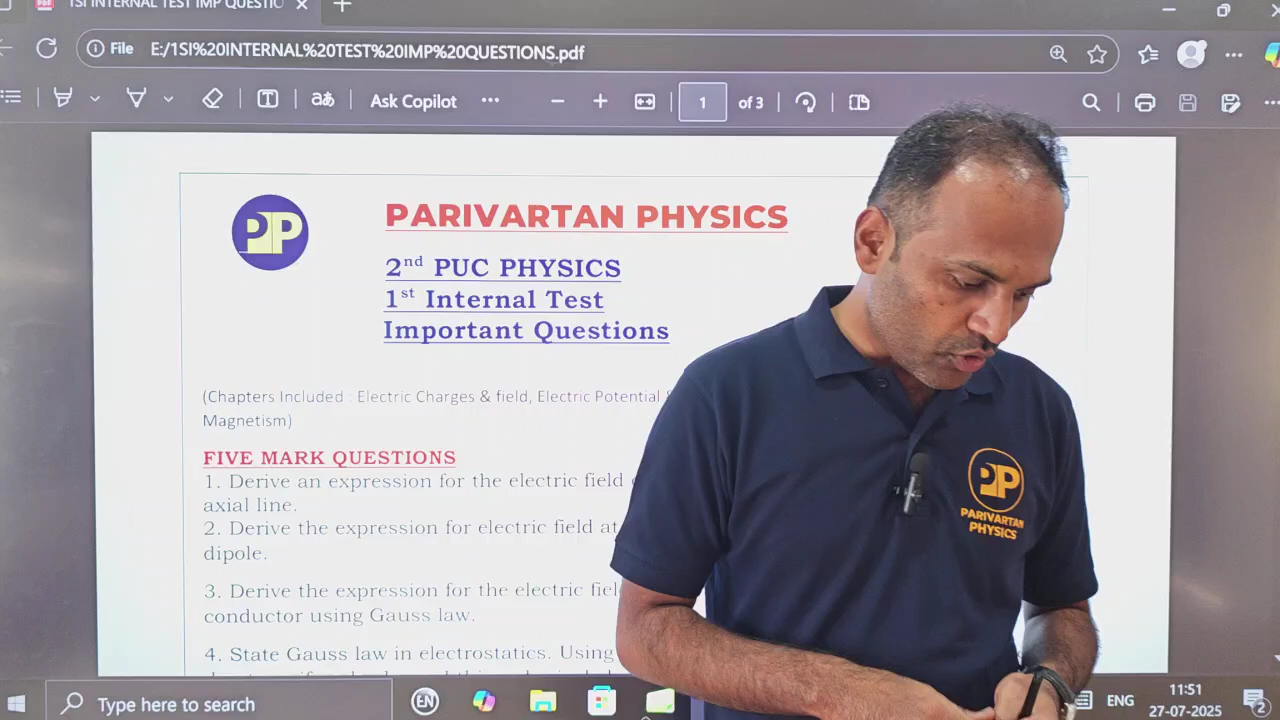 1SI INTERNAL TEST IMP QUESTIO
File E:/1SI%20INTERNAL%20TEST%20IMP%20QUESTIONS.pdf
Ask Copilot 1 of 3
PP
PARIVARTAN PHYSICS
2nd PUC PHYSICS
1st Internal Test
Important Questions
(Chapters Included : Electric Charges & field, Electric Potential
Magnetism)
FIVE MARK QUESTIONS
1. Derive an expression for the electric field
axial line.
2. Derive the expression for electric field at
dipole.
3. Derive the expression for the electric fiel
conductor using Gauss law.
4. State Gauss law in electrostatics. Using
PP
PARIVARTAN
PHYSICS
Type here to search
EN
ENG
11:51
27-07-2025
2